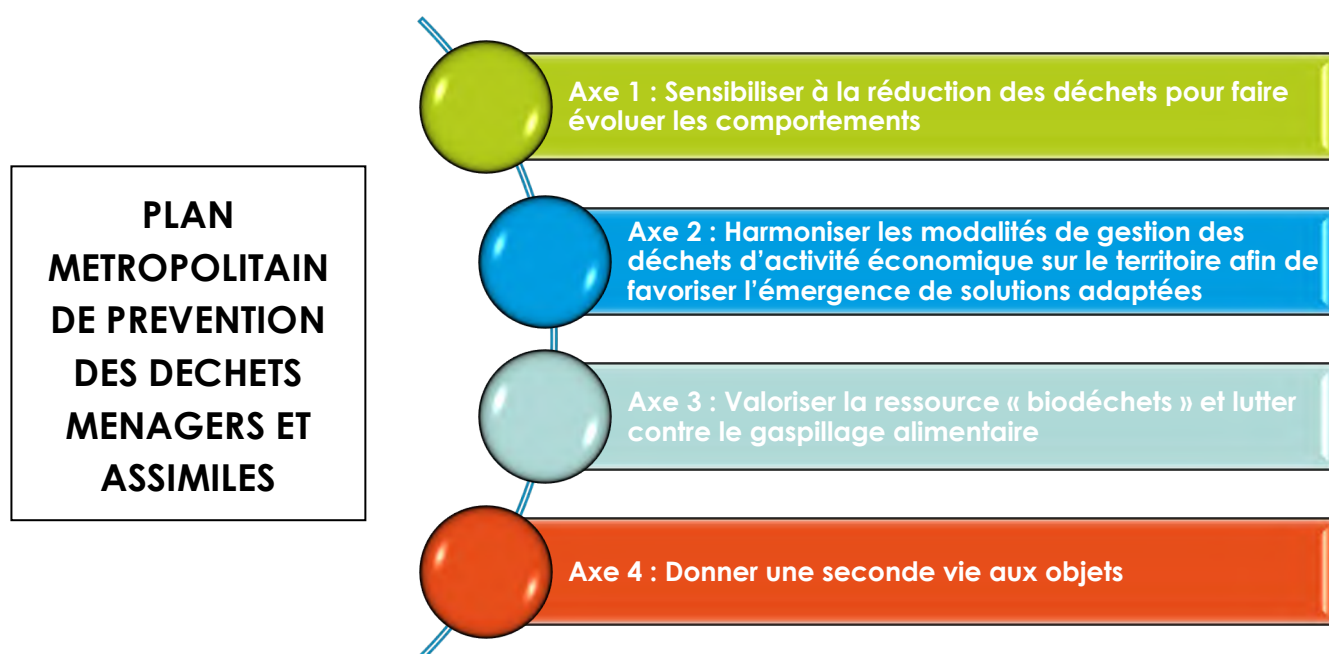 PLAN
METROPOLITAIN
DE PREVENTION
DES DECHETS
MENAGERS ET
ASSIMILES
Axe 1 : Sensibiliser à la réduction des déchets pour faire
évoluer les comportements
Axe 2 : Harmoniser les modalités de gestion des
déchets d’activité économique sur le territoire afin de
favoriser l’émergence de solutions adaptées
Axe 3 : Valoriser la ressource « biodéchets » et lutter
contre le gaspillage alimentaire
Axe 4 : Donner une seconde vie aux objets